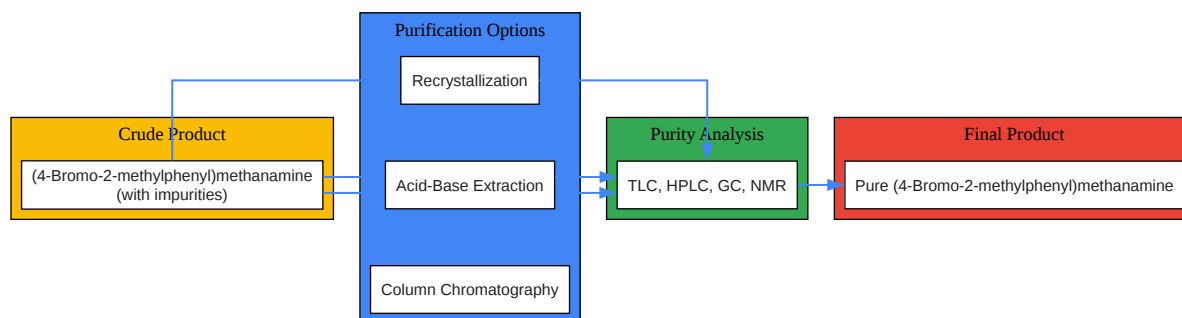 Purification Options
Recrystallization
Crude Product
(4-Bromo-2-methylphenyl)methanamine
(with impurities)
Acid-Base Extraction
Column Chromatography
Purity Analysis
TLC, HPLC, GC, NMR
Final Product
Pure (4-Bromo-2-methylphenyl)methanamine